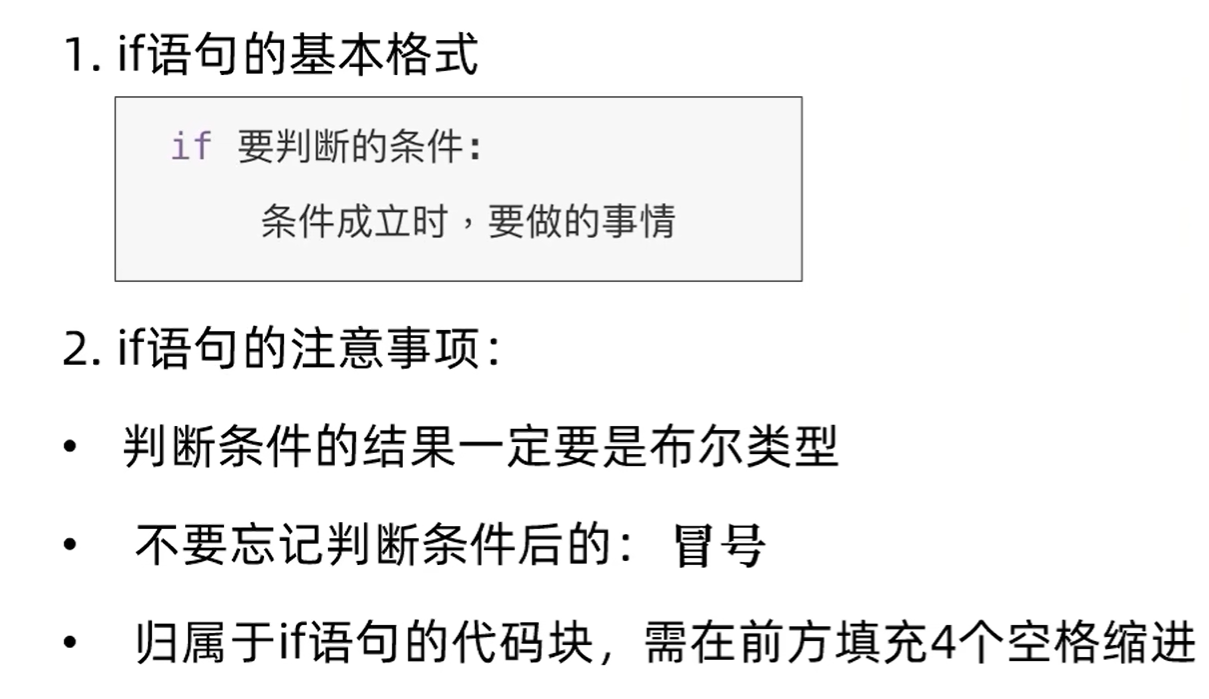 1. if语句的基本格式
if 要判断的条件:
条件成立时，要做的事情
2. if语句的注意事项：
• 判断条件的结果一定要是布尔类型
• 不要忘记判断条件后的： 冒号
• 归属于if语句的代码块，需在前方填充4个空格缩进